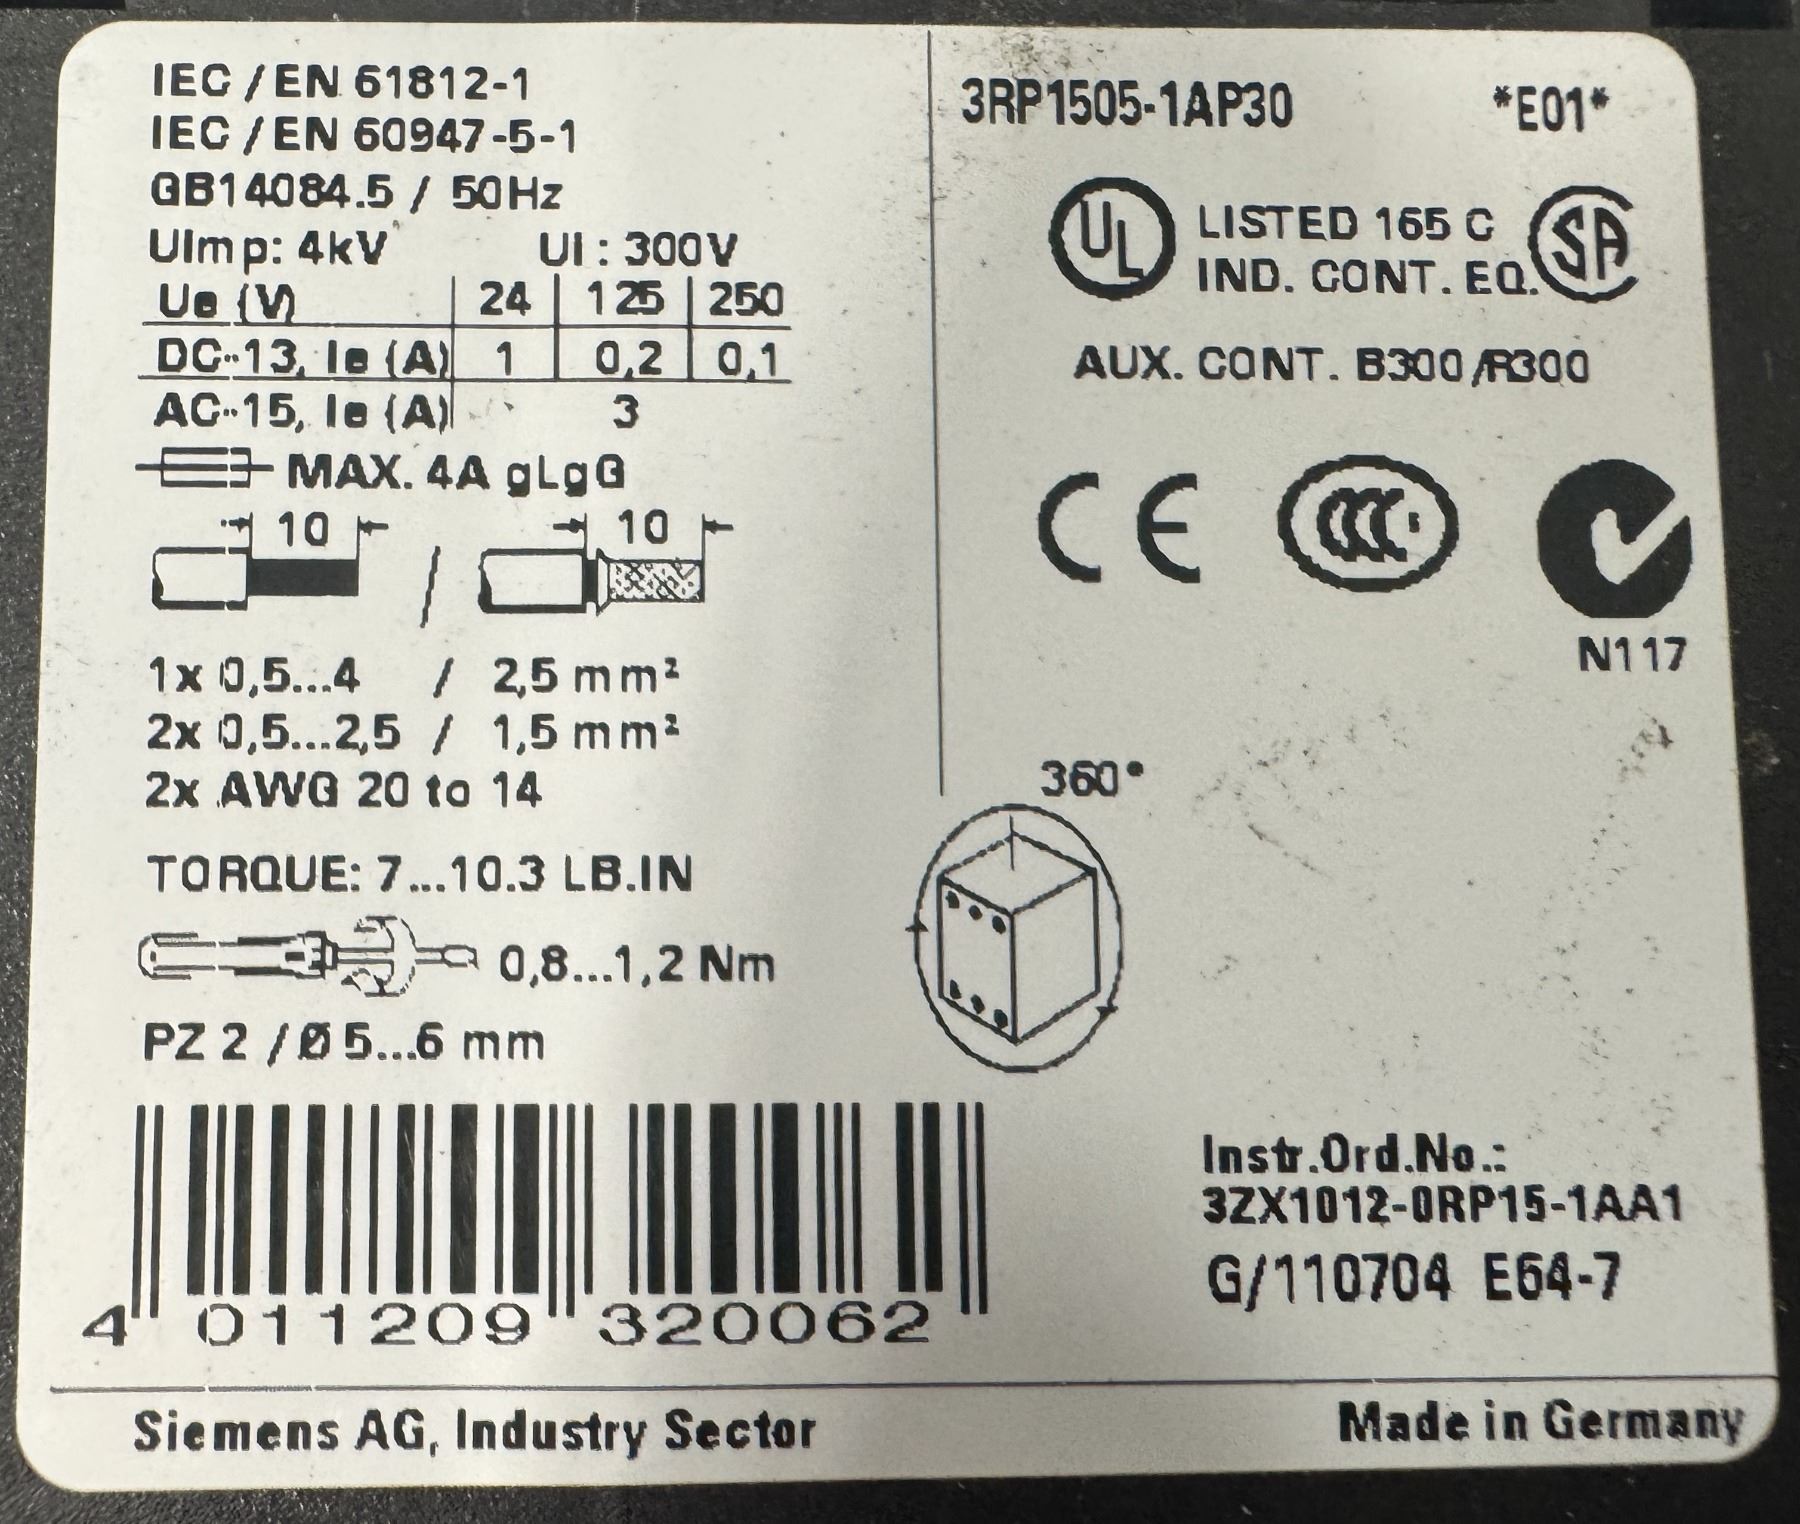 IEC / EN 61812-1
IEC / EN 60947-5-1
GB14084.5 / 50Hz
UImp: 4kV UI : 300V
Ue (V) 24 125 250
DC-13, Ie (A) 1 0,2 0,1
AC-15, Ie (A) 3
MAX. 4A gLgG
10 10
1x 0,5...4 / 2,5 mm²
2x 0,5...2,5 / 1,5 mm²
2x AWG 20 to 14
TORQUE: 7...10.3 LB.IN
0,8...1,2 Nm
PZ 2 / Ø 5...6 mm
4 011209 320062
3RP1505-1AP30 *E01*
UL LISTED 165 C SA
IND. CONT. EQ.
AUX. CONT. B300/R300
CE CCC
N117
360°
Instr.Ord.No.:
3ZX1012-0RP15-1AA1
G/110704 E64-7
Siemens AG, Industry Sector
Made in Germany